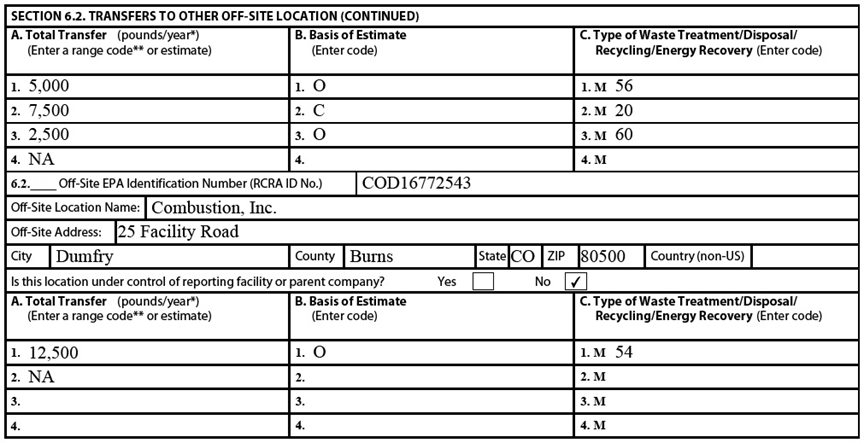 SECTION 6.2. TRANSFERS TO OTHER OFF-SITE LOCATION (CONTINUED)
A. Total Transfer (pounds/year*) B. Basis of Estimate C. Type of Waste Treatment/Disposal/
(Enter a range code** or estimate) (Enter code) Recycling/Energy Recovery (Enter code)
1. 5,000 1. O 1. M 56
2. 7,500 2. C 2. M 20
3. 2,500 3. O 3. M 60
4. NA 4. 4. M
6.2.____ Off-Site EPA Identification Number (RCRA ID No.) COD16772543
Off-Site Location Name: Combustion, Inc.
Off-Site Address: 25 Facility Road
City Dumfry County Burns State CO ZIP 80500 Country (non-US)
Is this location under control of reporting facility or parent company? Yes No ✓
A. Total Transfer (pounds/year*) B. Basis of Estimate C. Type of Waste Treatment/Disposal/
(Enter a range code** or estimate) (Enter code) Recycling/Energy Recovery (Enter code)
1. 12,500 1. O 1. M 54
2. NA 2. 2. M
3. 3. 3. M
4. 4. 4. M